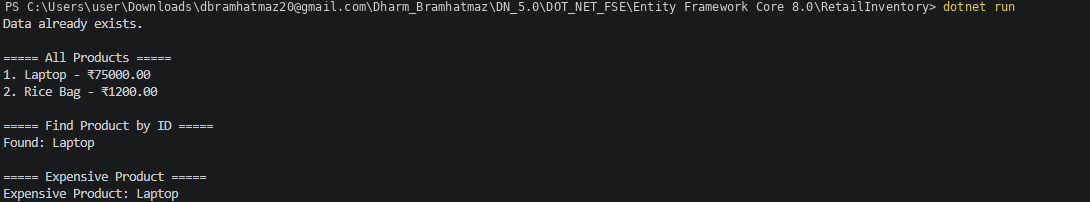 PS C:\Users\user\Downloads\dbramhatmaz20@gmail.com\Dharm_Bramhatmaz\DN_5.0\DOT_NET_FSE\Entity Framework Core 8.0\RetailInventory> dotnet run
Data already exists.
===== All Products =====
1. Laptop - ₹75000.00
2. Rice Bag - ₹1200.00
===== Find Product by ID =====
Found: Laptop
===== Expensive Product =====
Expensive Product: Laptop